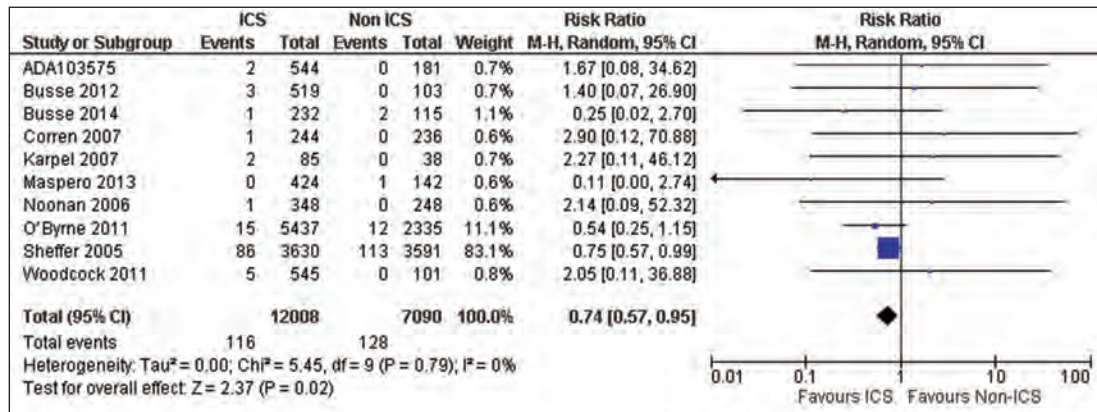 ICS Non ICS Risk Ratio Risk Ratio
Study or Subgroup Events Total Events Total Weight M-H, Random, 95% CI M-H, Random, 95% CI
ADA103575 2 544 0 181 0.7% 1.67 [0.08, 34.62]
Busse 2012 3 519 0 103 0.7% 1.40 [0.07, 26.90]
Busse 2014 1 232 2 115 1.1% 0.25 [0.02, 2.70]
Corren 2007 1 244 0 236 0.6% 2.90 [0.12, 70.88]
Karpel 2007 2 85 0 38 0.7% 2.27 [0.11, 46.12]
Maspero 2013 0 424 1 142 0.6% 0.11 [0.00, 2.74]
Noonan 2006 1 348 0 248 0.6% 2.14 [0.09, 52.32]
O'Byrne 2011 15 5437 12 2335 11.1% 0.54 [0.25, 1.15]
Sheffer 2005 86 3630 113 3591 83.1% 0.75 [0.57, 0.99]
Woodcock 2011 5 545 0 101 0.8% 2.05 [0.11, 36.88]
Total (95% CI) 12008 7090 100.0% 0.74 [0.57, 0.95]
Total events 116 128
Heterogeneity: Tau² = 0.00; Chi² = 5.45, df = 9 (P = 0.79); I² = 0%
Test for overall effect: Z = 2.37 (P = 0.02)
0.01 0.1 1 10 100
Favours ICS Favours Non-ICS